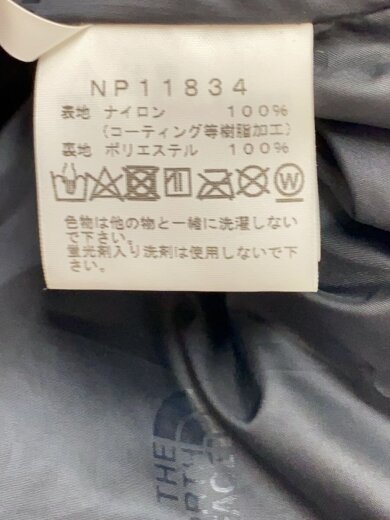 NP11834
表地 ナイロン 100%
(コーティング等樹脂加工)
裏地 ポリエステル 100%
W
色物は他の物と一緒に洗濯しない
で下さい。
蛍光剤入り洗剤は使用しないで下
さい。
THE
NORTH
FACE